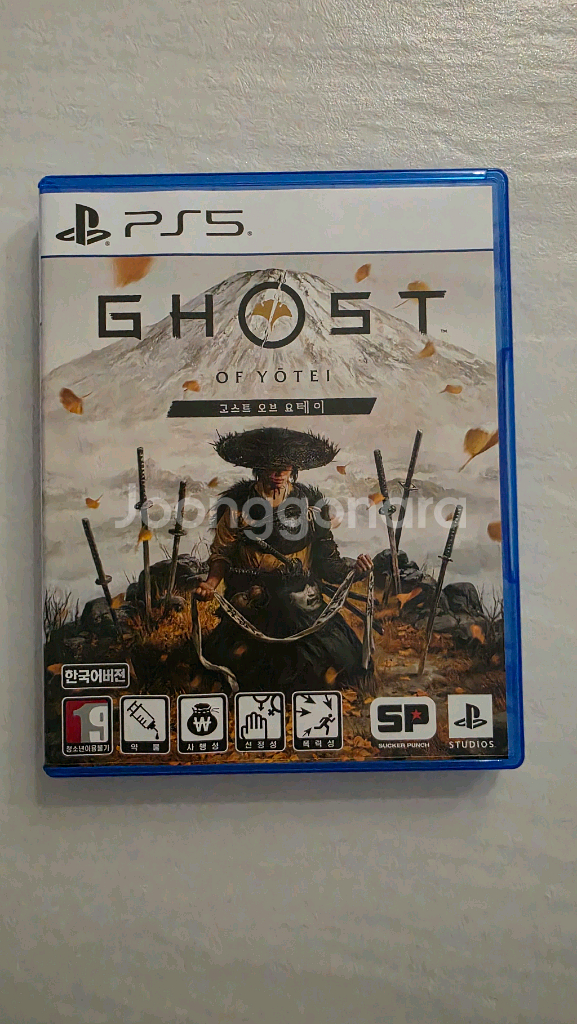 PS5
GHOST
OF YŌTEI
고스트 오브 요테이
Joonggonara
한국어버전
19
청소년이용불가
약물
사행성
선정성
폭력성
SP
SUCKER PUNCH
STUDIOS